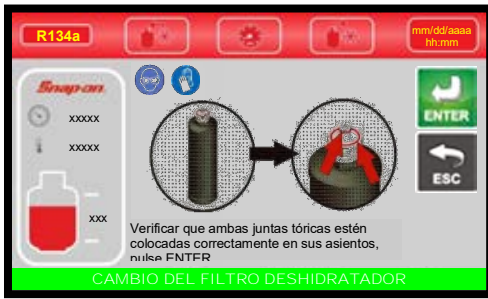 R134a
mm/dd/aaaa
hh:mm
Snap-on
xxxxx
xxxxx
xxx
ENTER
ESC
Verificar que ambas juntas tóricas estén
colocadas correctamente en sus asientos,
pulse ENTER
CAMBIO DEL FILTRO DESHIDRATADOR